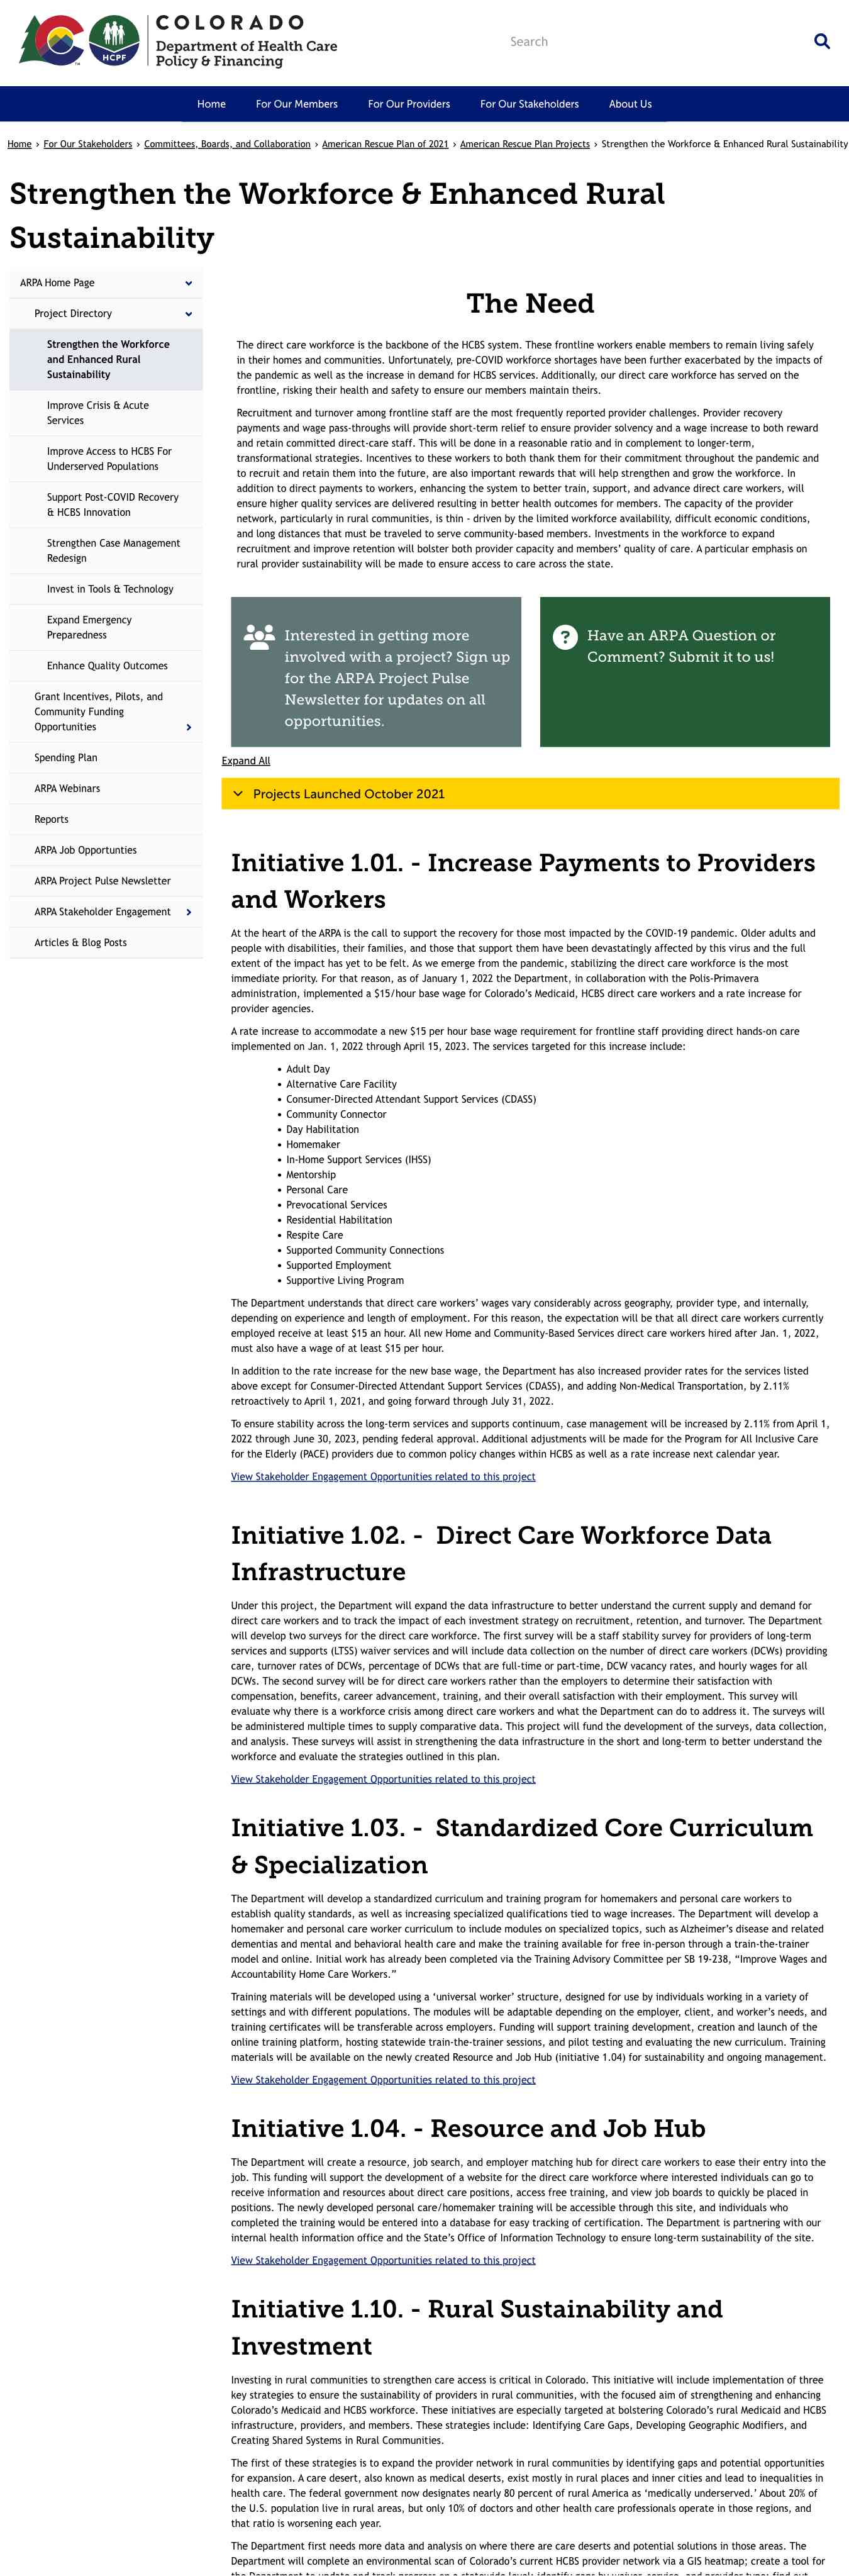 COLORADO
Department of Health Care
Policy & Financing
HCPF
TM
Search
Home
For Our Members
For Our Providers
For Our Stakeholders
About Us
Home › For Our Stakeholders › Committees, Boards, and Collaboration › American Rescue Plan of 2021 › American Rescue Plan Projects › Strengthen the Workforce & Enhanced Rural Sustainability
Strengthen the Workforce & Enhanced Rural
Sustainability
ARPA Home Page
Project Directory
Strengthen the Workforce
and Enhanced Rural
Sustainability
Improve Crisis & Acute
Services
Improve Access to HCBS For
Underserved Populations
Support Post-COVID Recovery
& HCBS Innovation
Strengthen Case Management
Redesign
Invest in Tools & Technology
Expand Emergency
Preparedness
Enhance Quality Outcomes
Grant Incentives, Pilots, and
Community Funding
Opportunities
Spending Plan
ARPA Webinars
Reports
ARPA Job Opportunties
ARPA Project Pulse Newsletter
ARPA Stakeholder Engagement
Articles & Blog Posts
The Need
The direct care workforce is the backbone of the HCBS system. These frontline workers enable members to remain living safely
in their homes and communities. Unfortunately, pre-COVID workforce shortages have been further exacerbated by the impacts of
the pandemic as well as the increase in demand for HCBS services. Additionally, our direct care workforce has served on the
frontline, risking their health and safety to ensure our members maintain theirs.
Recruitment and turnover among frontline staff are the most frequently reported provider challenges. Provider recovery
payments and wage pass-throughs will provide short-term relief to ensure provider solvency and a wage increase to both reward
and retain committed direct-care staff. This will be done in a reasonable ratio and in complement to longer-term,
transformational strategies. Incentives to these workers to both thank them for their commitment throughout the pandemic and
to recruit and retain them into the future, are also important rewards that will help strengthen and grow the workforce. In
addition to direct payments to workers, enhancing the system to better train, support, and advance direct care workers, will
ensure higher quality services are delivered resulting in better health outcomes for members. The capacity of the provider
network, particularly in rural communities, is thin - driven by the limited workforce availability, difficult economic conditions,
and long distances that must be traveled to serve community-based members. Investments in the workforce to expand
recruitment and improve retention will bolster both provider capacity and members’ quality of care. A particular emphasis on
rural provider sustainability will be made to ensure access to care across the state.
Interested in getting more
involved with a project? Sign up
for the ARPA Project Pulse
Newsletter for updates on all
opportunities.
Have an ARPA Question or
Comment? Submit it to us!
Expand All
Projects Launched October 2021
Initiative 1.01. - Increase Payments to Providers
and Workers
At the heart of the ARPA is the call to support the recovery for those most impacted by the COVID-19 pandemic. Older adults and
people with disabilities, their families, and those that support them have been devastatingly affected by this virus and the full
extent of the impact has yet to be felt. As we emerge from the pandemic, stabilizing the direct care workforce is the most
immediate priority. For that reason, as of January 1, 2022 the Department, in collaboration with the Polis-Primavera
administration, implemented a $15/hour base wage for Colorado’s Medicaid, HCBS direct care workers and a rate increase for
provider agencies.
A rate increase to accommodate a new $15 per hour base wage requirement for frontline staff providing direct hands-on care
implemented on Jan. 1, 2022 through April 15, 2023. The services targeted for this increase include:
• Adult Day
• Alternative Care Facility
• Consumer-Directed Attendant Support Services (CDASS)
• Community Connector
• Day Habilitation
• Homemaker
• In-Home Support Services (IHSS)
• Mentorship
• Personal Care
• Prevocational Services
• Residential Habilitation
• Respite Care
• Supported Community Connections
• Supported Employment
• Supportive Living Program
The Department understands that direct care workers’ wages vary considerably across geography, provider type, and internally,
depending on experience and length of employment. For this reason, the expectation will be that all direct care workers currently
employed receive at least $15 an hour. All new Home and Community-Based Services direct care workers hired after Jan. 1, 2022,
must also have a wage of at least $15 per hour.
In addition to the rate increase for the new base wage, the Department has also increased provider rates for the services listed
above except for Consumer-Directed Attendant Support Services (CDASS), and adding Non-Medical Transportation, by 2.11%
retroactively to April 1, 2021, and going forward through July 31, 2022.
To ensure stability across the long-term services and supports continuum, case management will be increased by 2.11% from April 1,
2022 through June 30, 2023, pending federal approval. Additional adjustments will be made for the Program for All Inclusive Care
for the Elderly (PACE) providers due to common policy changes within HCBS as well as a rate increase next calendar year.
View Stakeholder Engagement Opportunities related to this project
Initiative 1.02. -  Direct Care Workforce Data
Infrastructure
Under this project, the Department will expand the data infrastructure to better understand the current supply and demand for
direct care workers and to track the impact of each investment strategy on recruitment, retention, and turnover. The Department
will develop two surveys for the direct care workforce. The first survey will be a staff stability survey for providers of long-term
services and supports (LTSS) waiver services and will include data collection on the number of direct care workers (DCWs) providing
care, turnover rates of DCWs, percentage of DCWs that are full-time or part-time, DCW vacancy rates, and hourly wages for all
DCWs. The second survey will be for direct care workers rather than the employers to determine their satisfaction with
compensation, benefits, career advancement, training, and their overall satisfaction with their employment. This survey will
evaluate why there is a workforce crisis among direct care workers and what the Department can do to address it. The surveys will
be administered multiple times to supply comparative data. This project will fund the development of the surveys, data collection,
and analysis. These surveys will assist in strengthening the data infrastructure in the short and long-term to better understand the
workforce and evaluate the strategies outlined in this plan.
View Stakeholder Engagement Opportunities related to this project
Initiative 1.03. -  Standardized Core Curriculum
& Specialization
The Department will develop a standardized curriculum and training program for homemakers and personal care workers to
establish quality standards, as well as increasing specialized qualifications tied to wage increases. The Department will develop a
homemaker and personal care worker curriculum to include modules on specialized topics, such as Alzheimer’s disease and related
dementias and mental and behavioral health care and make the training available for free in-person through a train-the-trainer
model and online. Initial work has already been completed via the Training Advisory Committee per SB 19-238, “Improve Wages and
Accountability Home Care Workers.”
Training materials will be developed using a ‘universal worker’ structure, designed for use by individuals working in a variety of
settings and with different populations. The modules will be adaptable depending on the employer, client, and worker’s needs, and
training certificates will be transferable across employers. Funding will support training development, creation and launch of the
online training platform, hosting statewide train-the-trainer sessions, and pilot testing and evaluating the new curriculum. Training
materials will be available on the newly created Resource and Job Hub (initiative 1.04) for sustainability and ongoing management.
View Stakeholder Engagement Opportunities related to this project
Initiative 1.04. - Resource and Job Hub
The Department will create a resource, job search, and employer matching hub for direct care workers to ease their entry into the
job. This funding will support the development of a website for the direct care workforce where interested individuals can go to
receive information and resources about direct care positions, access free training, and view job boards to quickly be placed in
positions. The newly developed personal care/homemaker training will be accessible through this site, and individuals who
completed the training would be entered into a database for easy tracking of certification. The Department is partnering with our
internal health information office and the State’s Office of Information Technology to ensure long-term sustainability of the site.
View Stakeholder Engagement Opportunities related to this project
Initiative 1.10. - Rural Sustainability and
Investment
Investing in rural communities to strengthen care access is critical in Colorado. This initiative will include implementation of three
key strategies to ensure the sustainability of providers in rural communities, with the focused aim of strengthening and enhancing
Colorado’s Medicaid and HCBS workforce. These initiatives are especially targeted at bolstering Colorado’s rural Medicaid and HCBS
infrastructure, providers, and members. These strategies include: Identifying Care Gaps, Developing Geographic Modifiers, and
Creating Shared Systems in Rural Communities.
The first of these strategies is to expand the provider network in rural communities by identifying gaps and potential opportunities
for expansion. A care desert, also known as medical deserts, exist mostly in rural places and inner cities and lead to inequalities in
health care. The federal government now designates nearly 80 percent of rural America as ‘medically underserved.’ About 20% of
the U.S. population live in rural areas, but only 10% of doctors and other health care professionals operate in those regions, and
that ratio is worsening each year.
The Department first needs more data and analysis on where there are care deserts and potential solutions in those areas. The
Department will complete an environmental scan of Colorado’s current HCBS provider network via a GIS heatmap; create a tool for